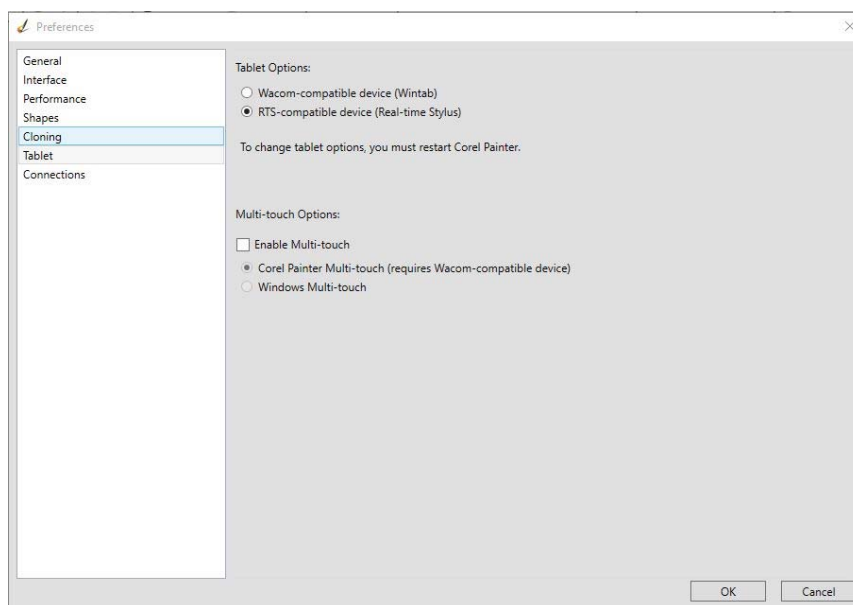 Preferences
General
Interface
Performance
Shapes
Cloning
Tablet
Connections
Tablet Options:
Wacom-compatible device (Wintab)
RTS-compatible device (Real-time Stylus)
To change tablet options, you must restart Corel Painter.
Multi-touch Options:
Enable Multi-touch
Corel Painter Multi-touch (requires Wacom-compatible device)
Windows Multi-touch
OK
Cancel